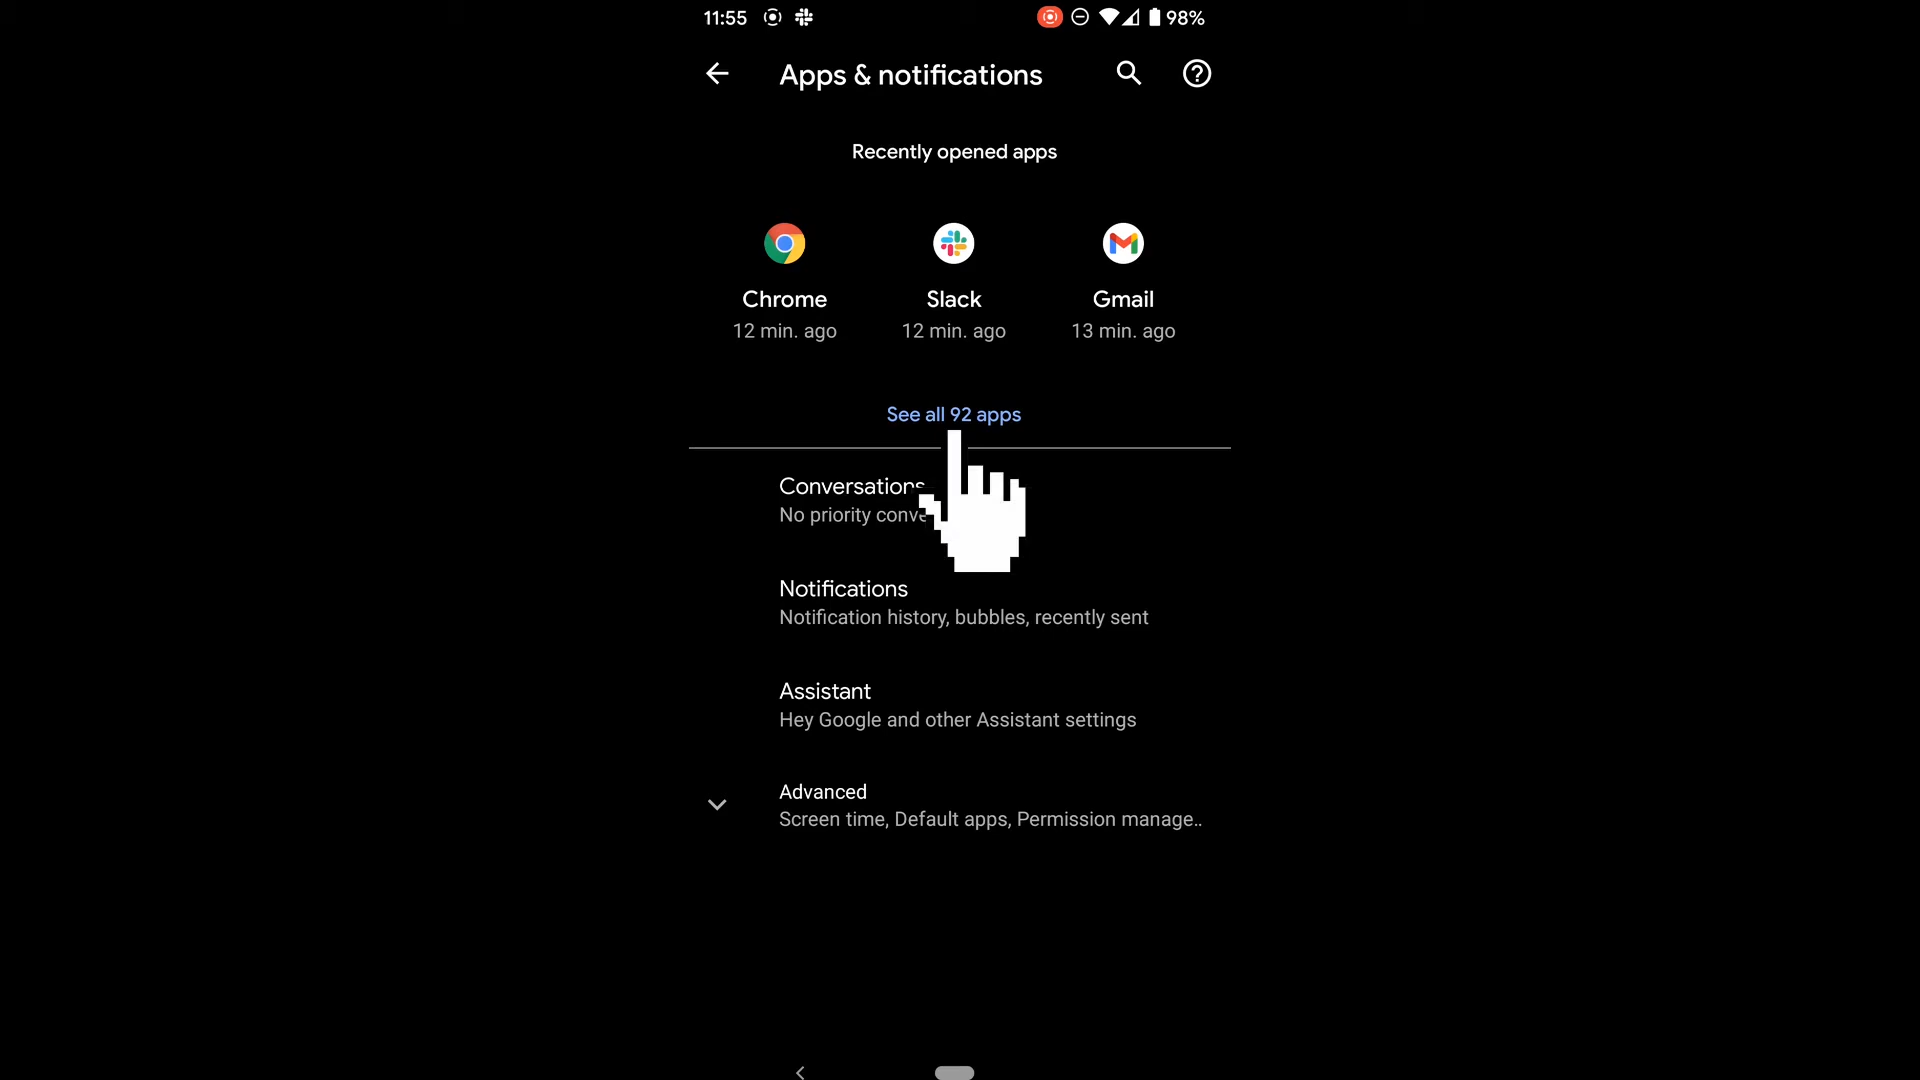 11:55 98%
Apps & notifications
Recently opened apps
Chrome Slack Gmail
12 min. ago 12 min. ago 13 min. ago
See all 92 apps
Conversations
No priority
Notifications
Notification history, bubbles, recently sent
Assistant
Hey Google and other Assistant settings
Advanced
Screen time, Default apps, Permission manage..